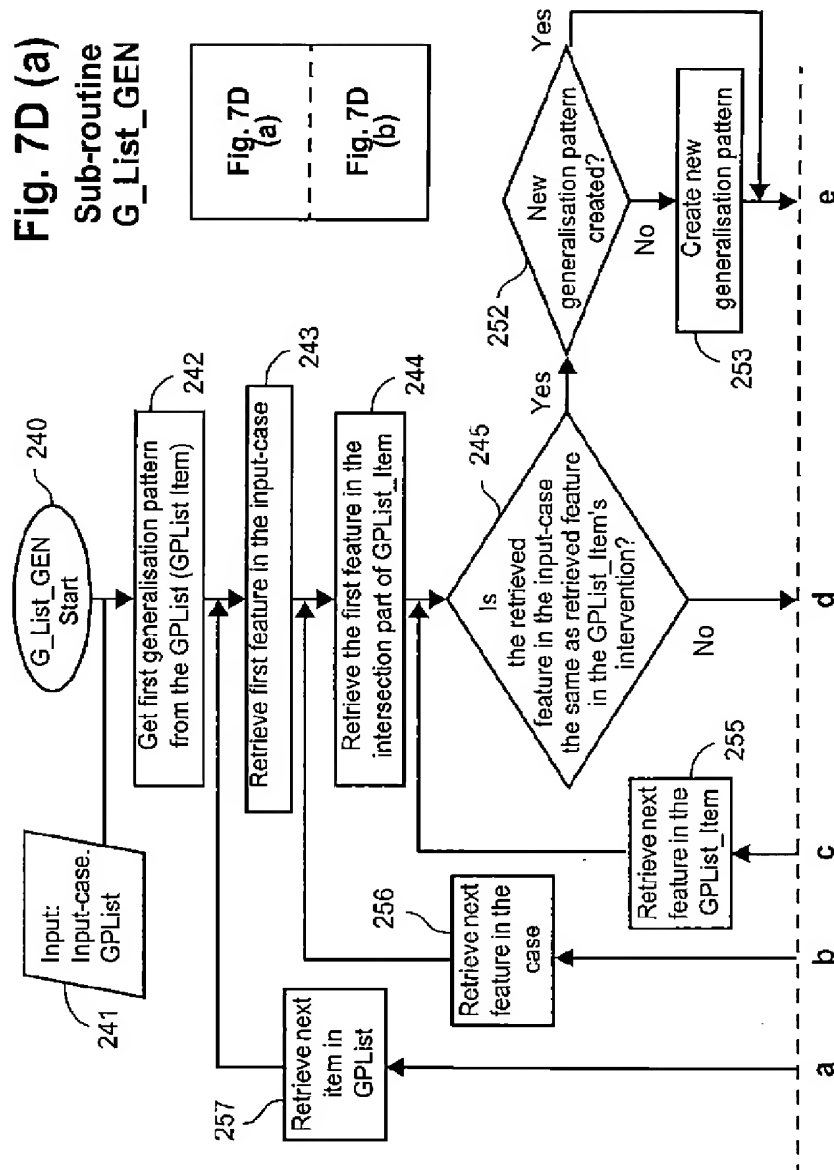 Fig. 7D (a)
Sub-routine
G_List_GEN
Fig. 7D
(a)
Fig. 7D
(b)
G_List_GEN
Start
240
Input:
Input-case.
GPList
241
Get first generalisation pattern
from the GPList (GPList Item)
242
Retrieve first feature in the input-case
243
Retrieve the first feature in the
intersection part of GPList_Item
244
Is
the retrieved
feature in the input-case
the same as retrieved feature
in the GPList_Item's
intervention?
245
Yes
No
New
generalisation pattern
created?
252
Yes
No
Create new
generalisation pattern
253
Retrieve next
item in
GPList
257
Retrieve next
feature in the
case
256
Retrieve next
feature in the
GPList_Item
255
a
b
c
d
e